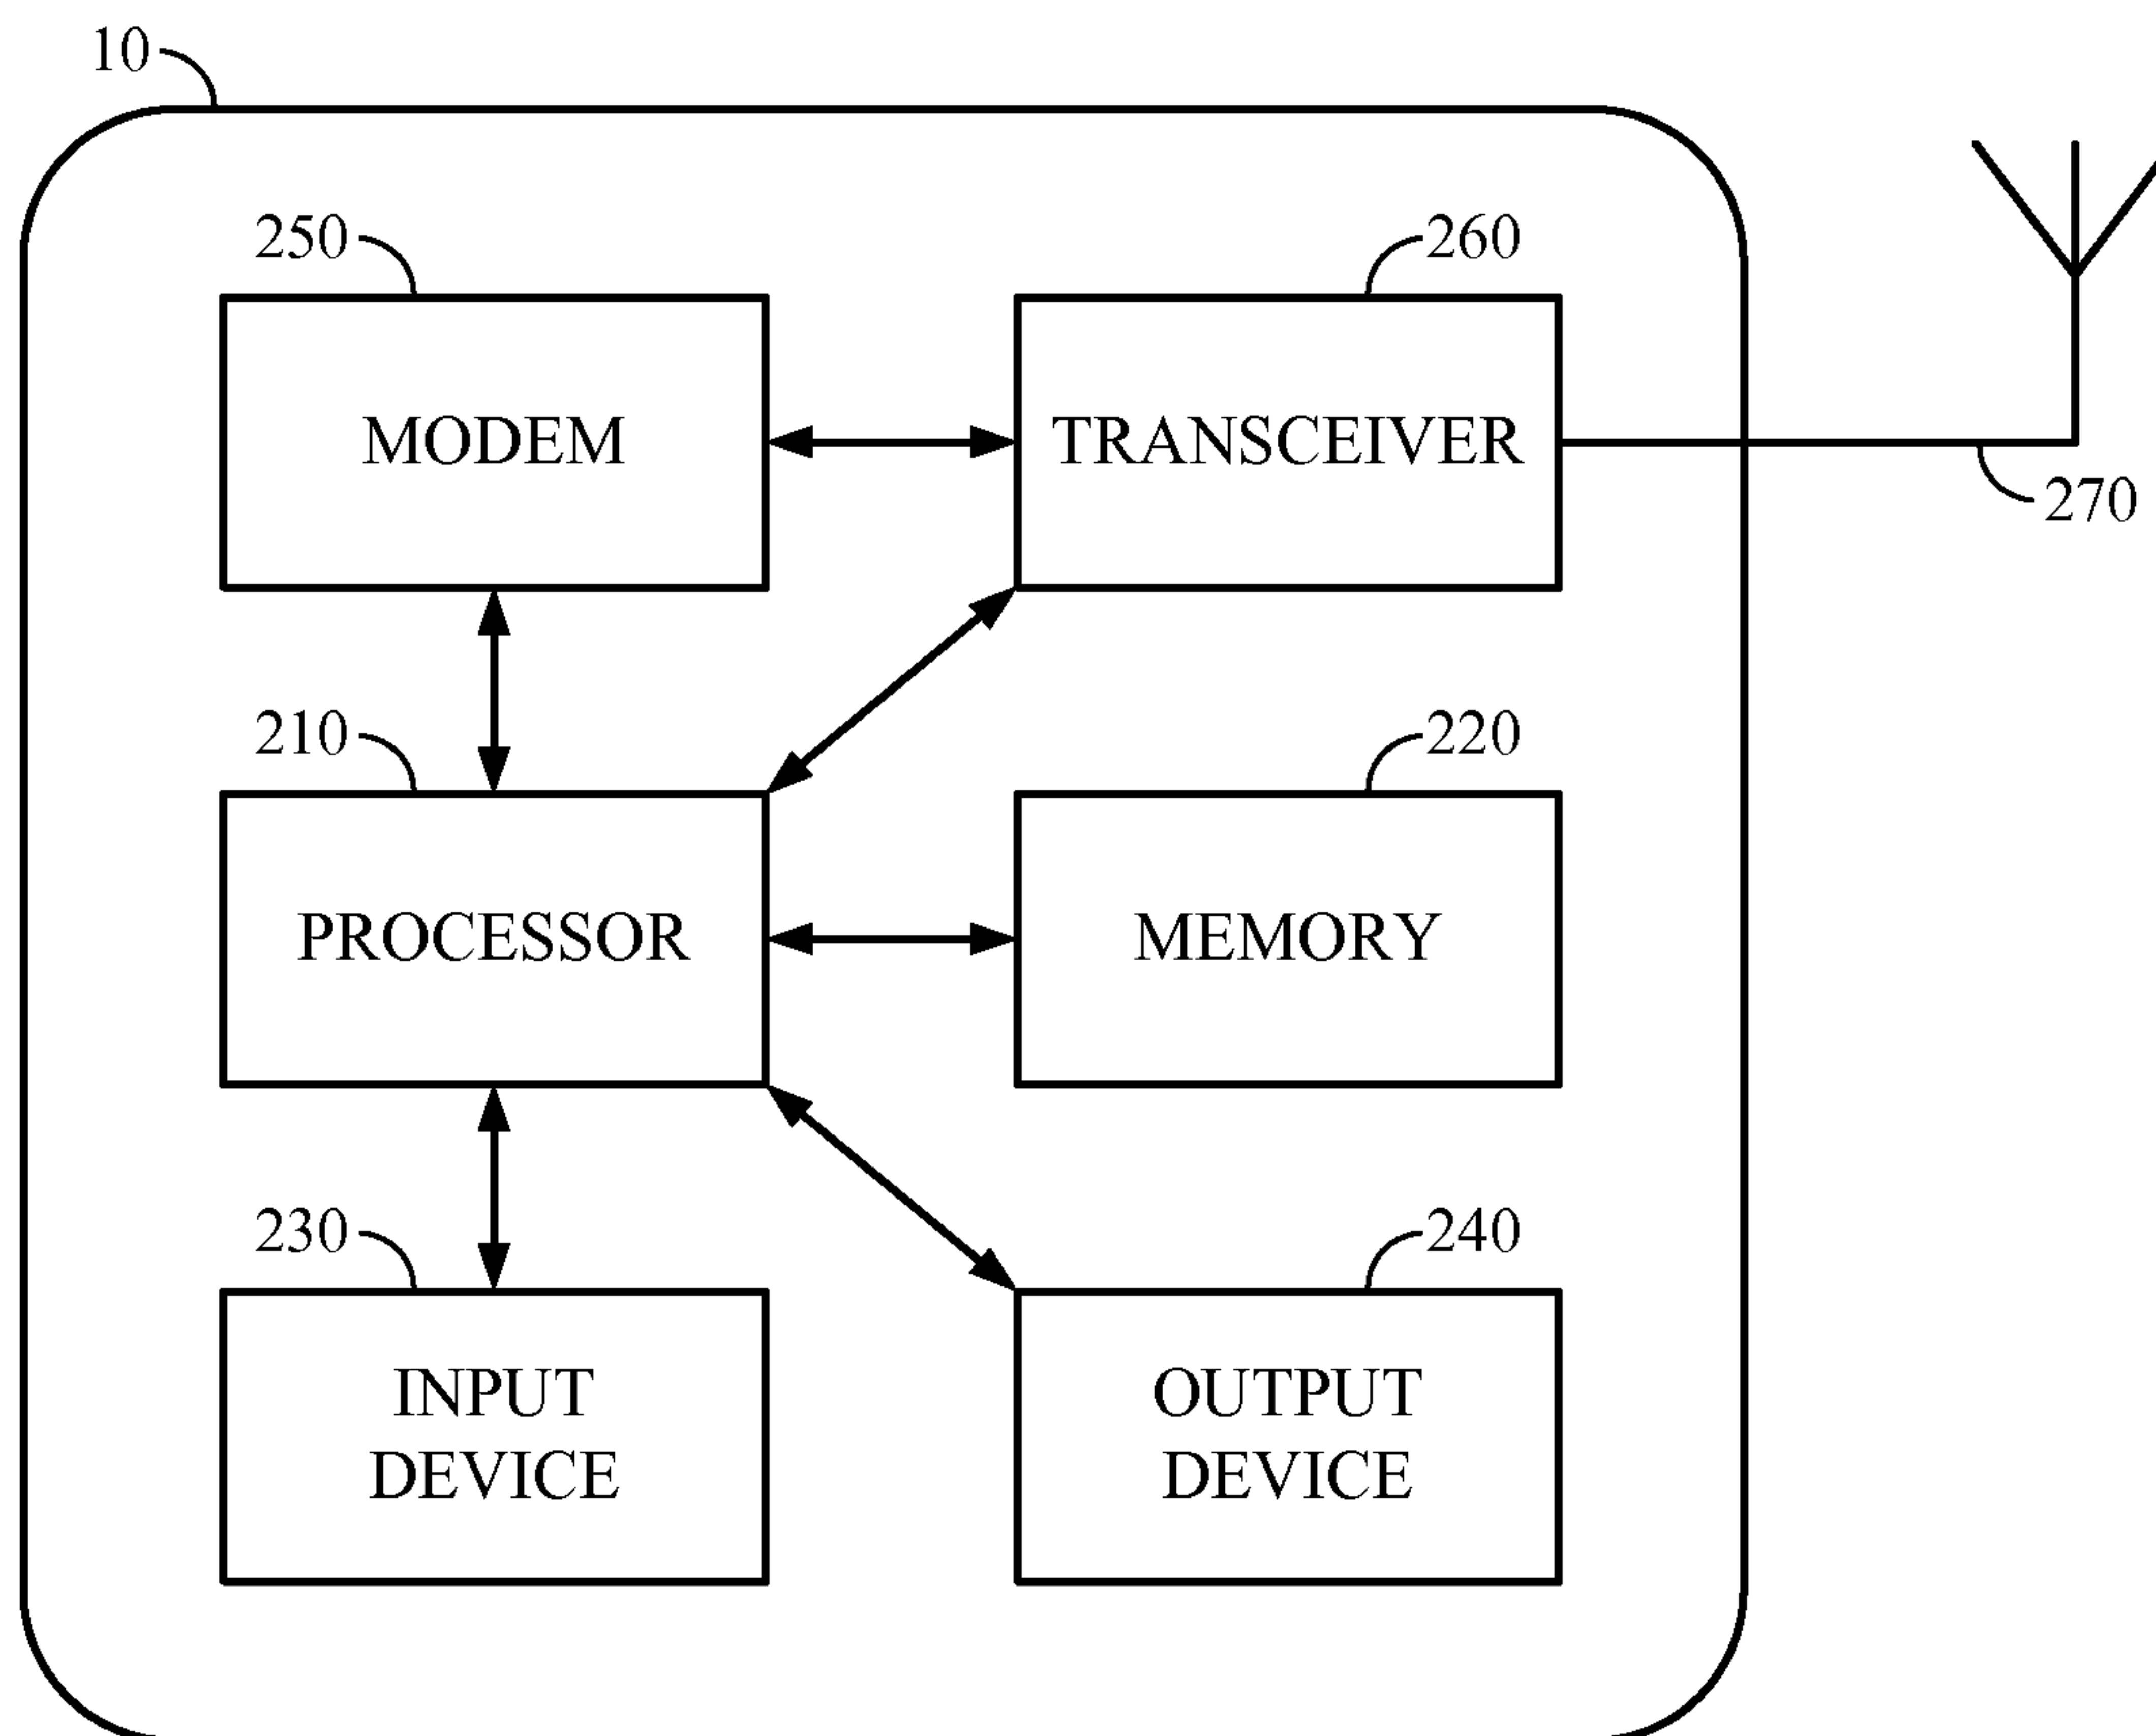 10
250
260
MODEM
TRANSCEIVER
270
210
220
PROCESSOR
MEMORY
230
240
INPUT
DEVICE
OUTPUT
DEVICE